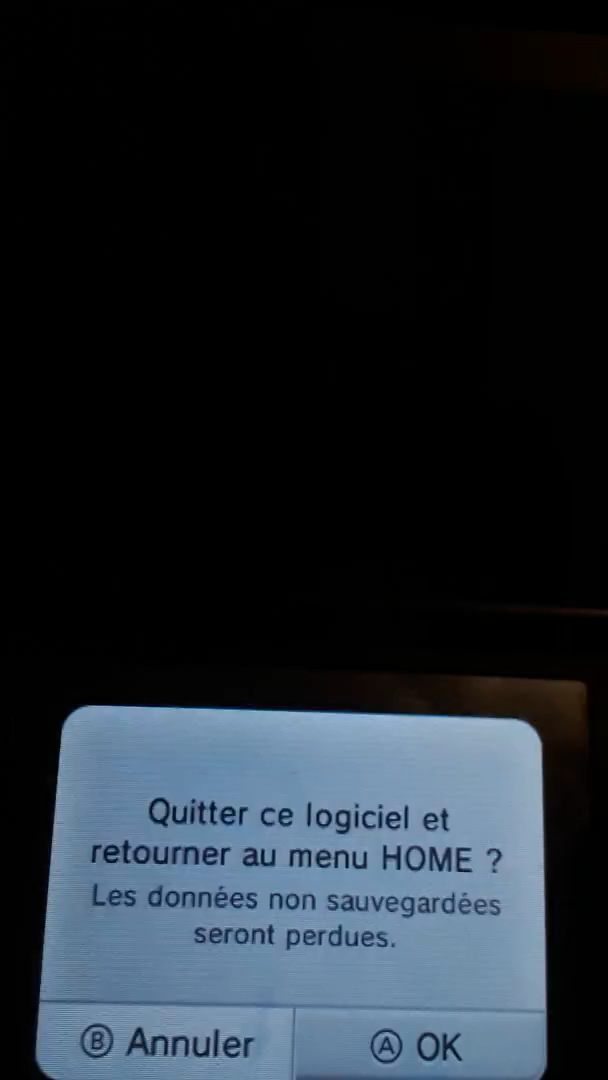 Quitter ce logiciel et
retourner au menu HOME ?
Les données non sauvegardées
seront perdues.
Ⓑ Annuler
Ⓐ OK